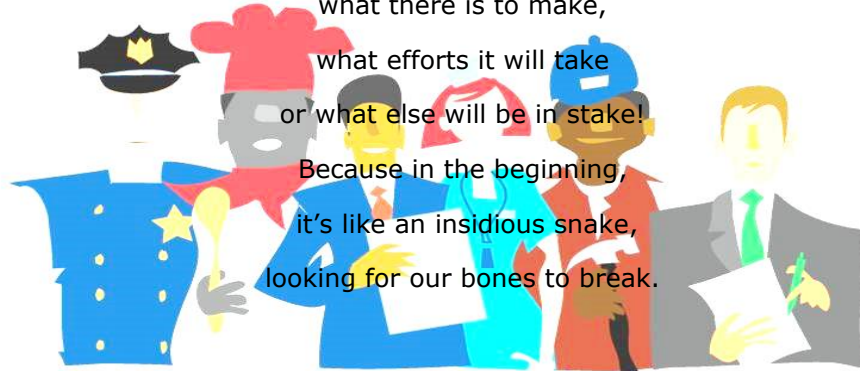 what there is to make,
what efforts it will take
or what else will be in stake!
Because in the beginning,
it’s like an insidious snake,
looking for our bones to break.